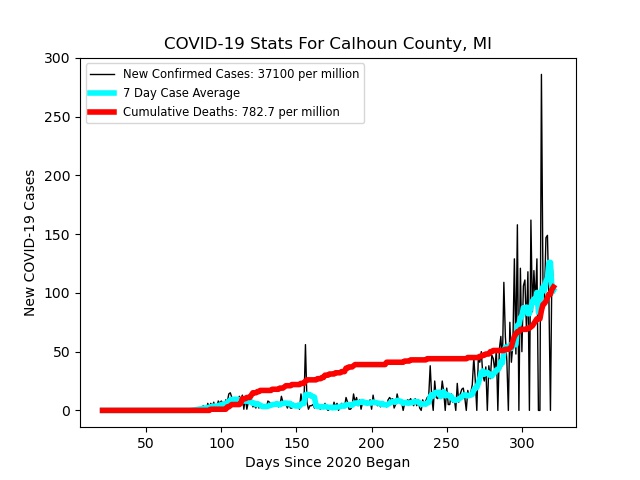 COVID-19 Stats For Calhoun County, MI
New Confirmed Cases: 37100 per million
7 Day Case Average
Cumulative Deaths: 782.7 per million
New COVID-19 Cases
300
250
200
150
100
50
0
50
100
150
200
250
300
Days Since 2020 Began